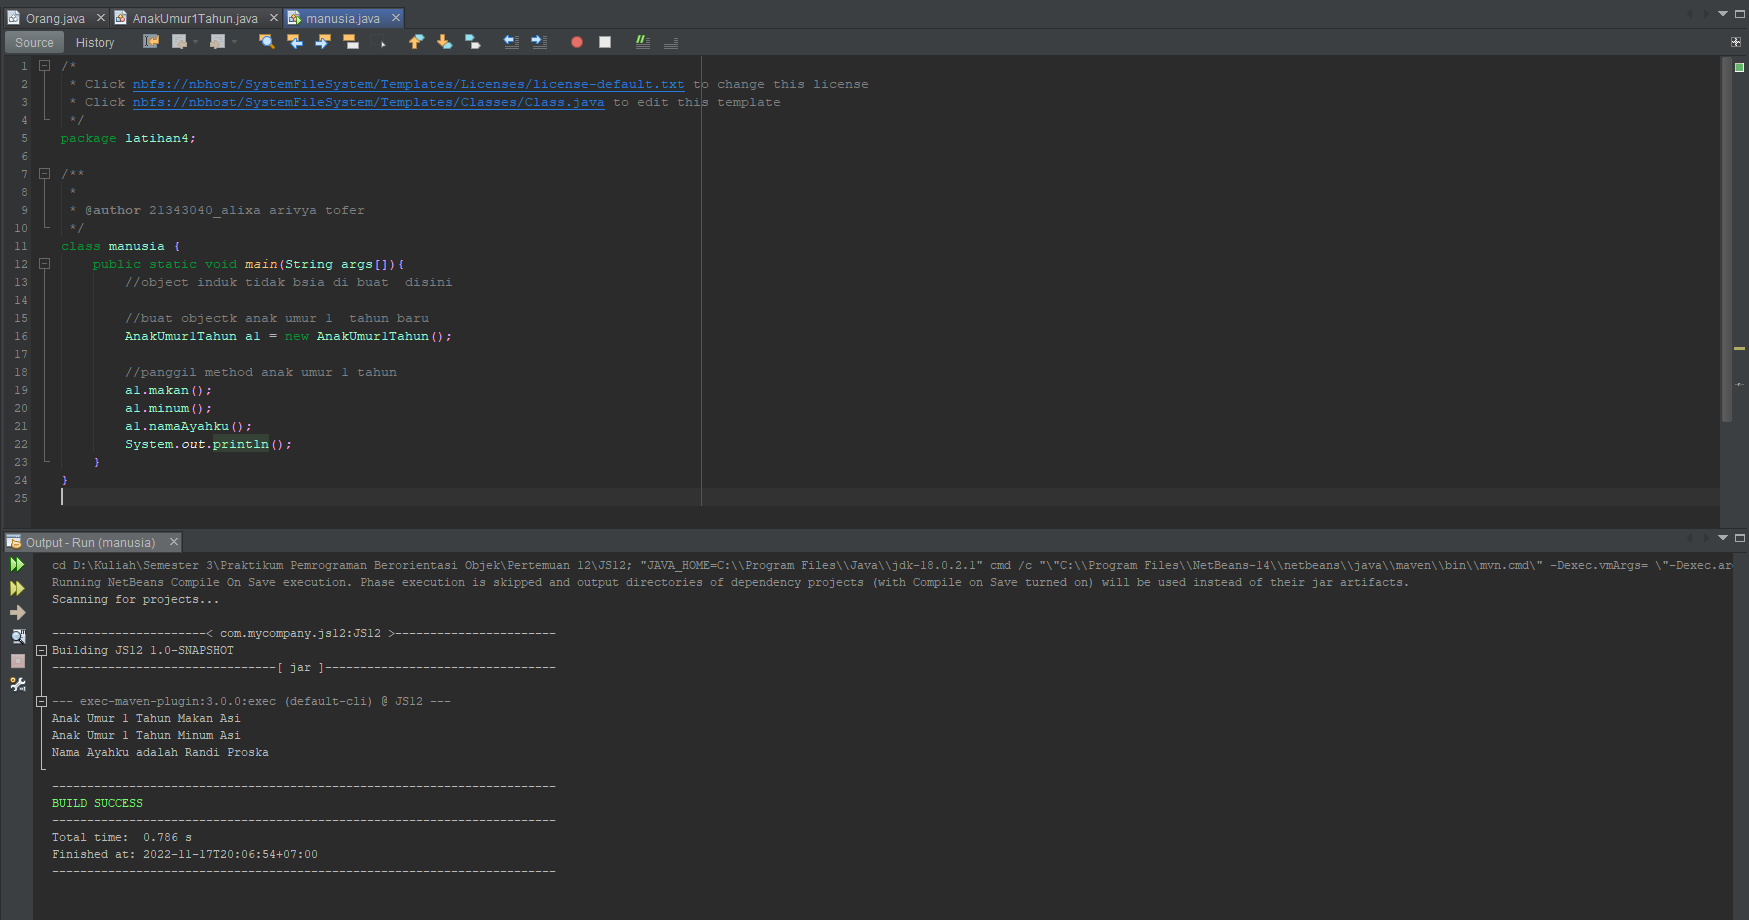 Orang.java
AnakUmur1Tahun.java
manusia.java
Source
History
1 /*
2 * Click nbfs://nbhost/SystemFileSystem/Templates/Licenses/license-default.txt to change this license
3 * Click nbfs://nbhost/SystemFileSystem/Templates/Classes/Class.java to edit this template
4 */
5 package latihan4;
6
7 /**
8 *
9 * @author 21343040_alixa arivya tofer
10 */
11 class manusia {
12 public static void main(String args[]){
13 //object induk tidak bsia di buat  disini
14
15 //buat objectk anak umur 1  tahun baru
16 AnakUmur1Tahun a1 = new AnakUmur1Tahun();
17
18 //panggil method anak umur 1 tahun
19 a1.makan();
20 a1.minum();
21 a1.namaAyahku();
22 System.out.println();
23 }
24 }
25
Output - Run (manusia)
cd D:\Kuliah\Semester 3\Praktikum Pemrograman Berorientasi Objek\Pertemuan 12\JS12; "JAVA_HOME=C:\\Program Files\\Java\\jdk-18.0.2.1" cmd /c "\"C:\\Program Files\\NetBeans-14\\netbeans\\java\\maven\\bin\\mvn.cmd\" -Dexec.vmArgs= \"-Dexec.ar
Running NetBeans Compile On Save execution. Phase execution is skipped and output directories of dependency projects (with Compile on Save turned on) will be used instead of their jar artifacts.
Scanning for projects...
----------------------< com.mycompany.js12:JS12 >-----------------------
Building JS12 1.0-SNAPSHOT
--------------------------------[ jar ]---------------------------------
--- exec-maven-plugin:3.0.0:exec (default-cli) @ JS12 ---
Anak Umur 1 Tahun Makan Asi
Anak Umur 1 Tahun Minum Asi
Nama Ayahku adalah Randi Proska
------------------------------------------------------------------------
BUILD SUCCESS
------------------------------------------------------------------------
Total time:  0.786 s
Finished at: 2022-11-17T20:06:54+07:00
------------------------------------------------------------------------